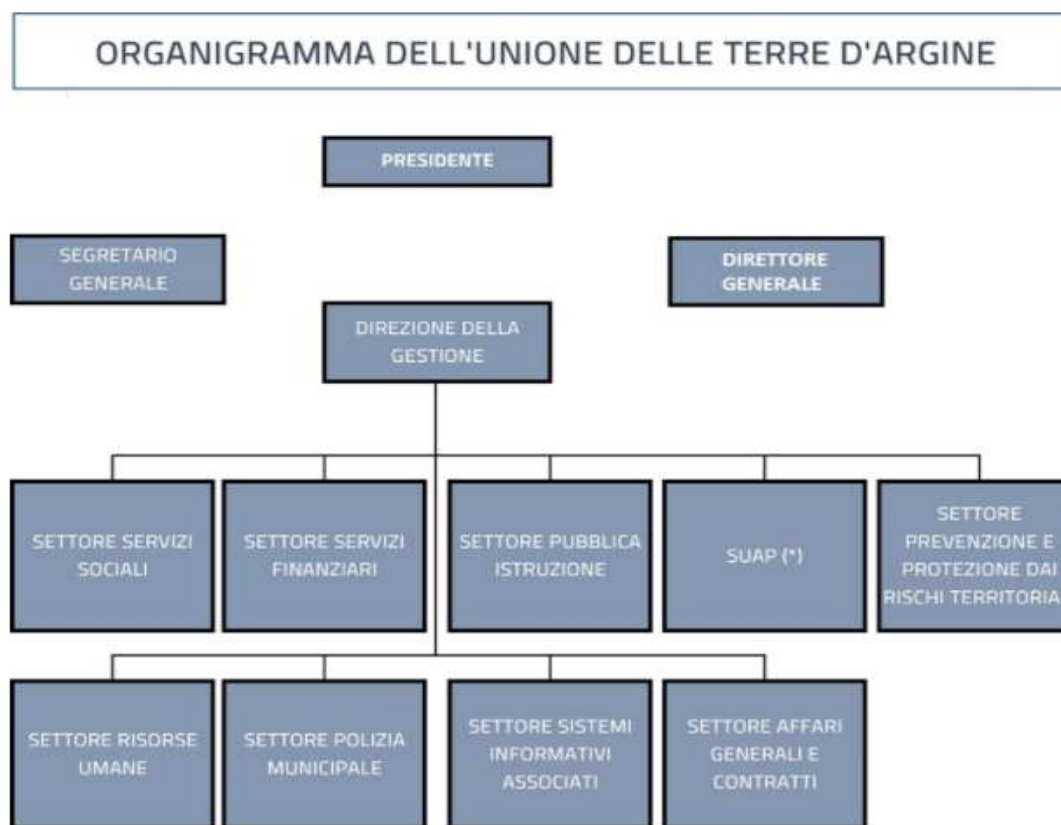 ORGANIGRAMMA DELL'UNIONE DELLE TERRE D'ARGINE
PRESIDENTE
SEGRETARIO
GENERALE
DIRETTORE
GENERALE
DIREZIONE DELLA
GESTIONE
SETTORE SERVIZI
SOCIALI
SETTORE SERVIZI
FINANZIARI
SETTORE PUBBLICA
ISTRUZIONE
SUAP (*)
SETTORE
PREVENZIONE E
PROTEZIONE DAI
RISCHI TERRITORIA
SETTORE RISORSE
UMANE
SETTORE POLIZIA
MUNICIPALE
SETTORE SISTEMI
INFORMATIVI
ASSOCIATI
SETTORE AFFARI
GENERALI E
CONTRATTI